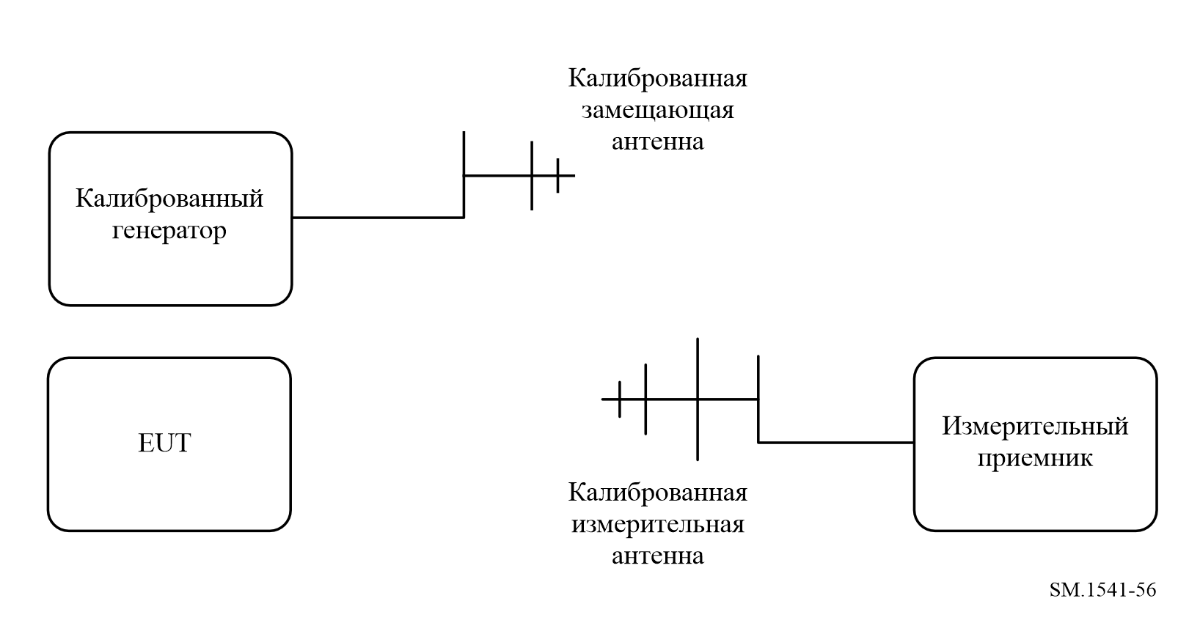 Калиброванная
замещающая
антенна
Калиброванный
генератор
EUT
Измерительный
приемник
Калиброванная
измерительная
антенна
SM.1541-56